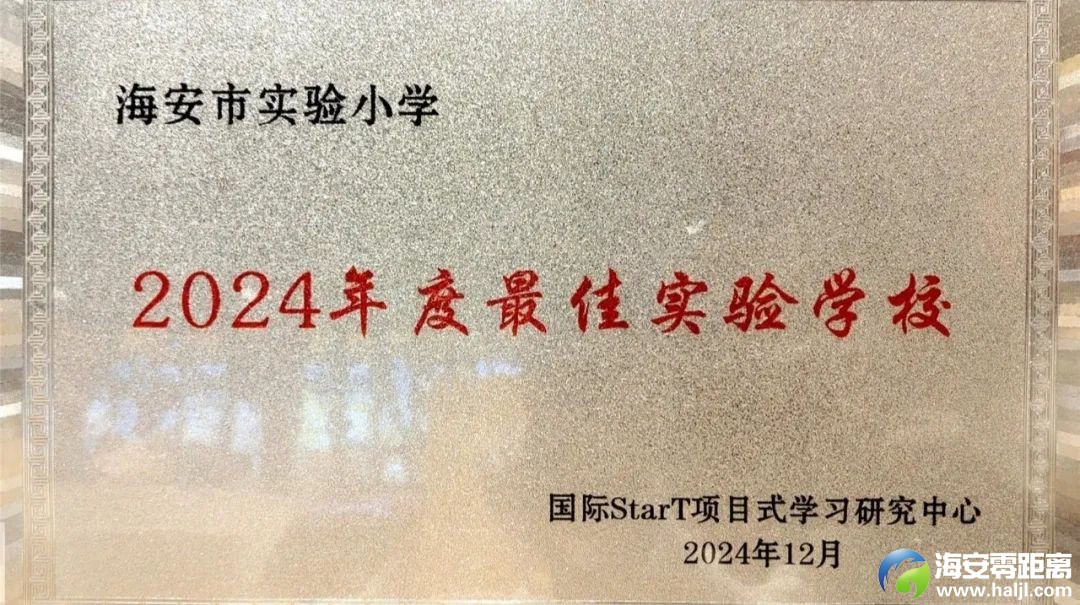 海安市实验小学
2024年度最佳实验学校
国际StarT项目式学习研究中心
2024年12月
海安零距离
www.haljl.com